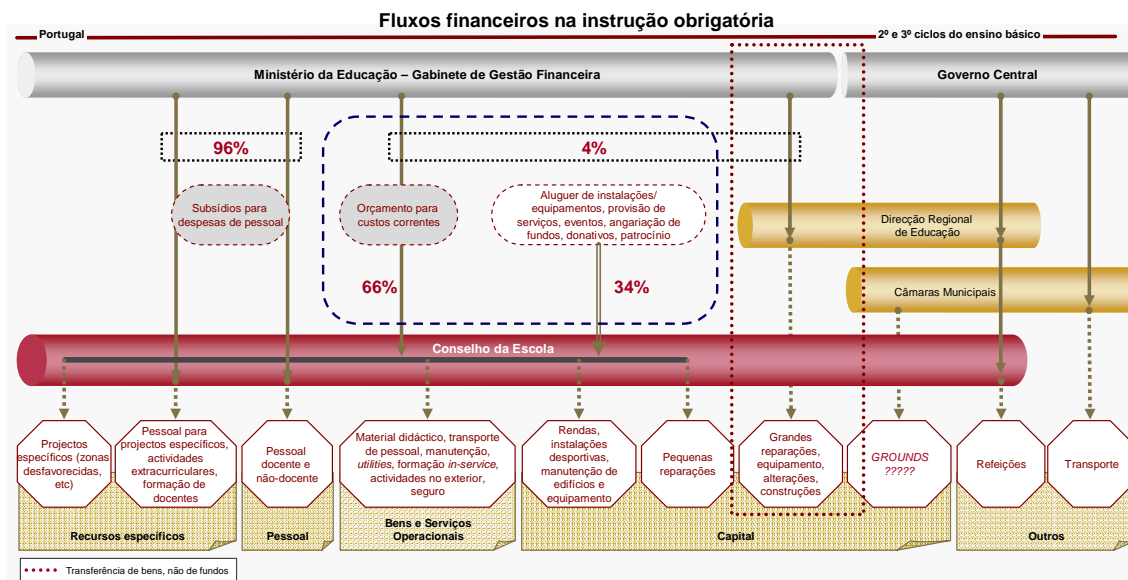 Fluxos financeiros na instrução obrigatória
Portugal
2º e 3º ciclos do ensino básico
Ministério da Educação – Gabinete de Gestão Financeira
Governo Central
96%
4%
Subsídios para
despesas de pessoal
Orçamento para
custos correntes
Aluguer de instalações/
equipamentos, provisão de
serviços, eventos, angariação de
fundos, donativos, patrocínio
Direcção Regional
de Educação
66%
34%
Câmaras Municipais
Conselho da Escola
Projectos
específicos (zonas
desfavorecidas,
etc)
Pessoal para
projectos específicos,
actividades
extracurriculares,
formação de
docentes
Pessoal
docente e
não-docente
Material didáctico, transporte
de pessoal, manutenção,
utilities, formação in-service,
actividades no exterior,
seguro
Rendas,
instalações
desportivas,
manutenção de
edifícios e
equipamento
Pequenas
reparações
Grandes
reparações,
equipamento,
alterações,
construções
GROUNDS
?????
Refeições
Transporte
Recursos específicos
Pessoal
Bens e Serviços
Operacionais
Capital
Outros
Transferência de bens, não de fundos